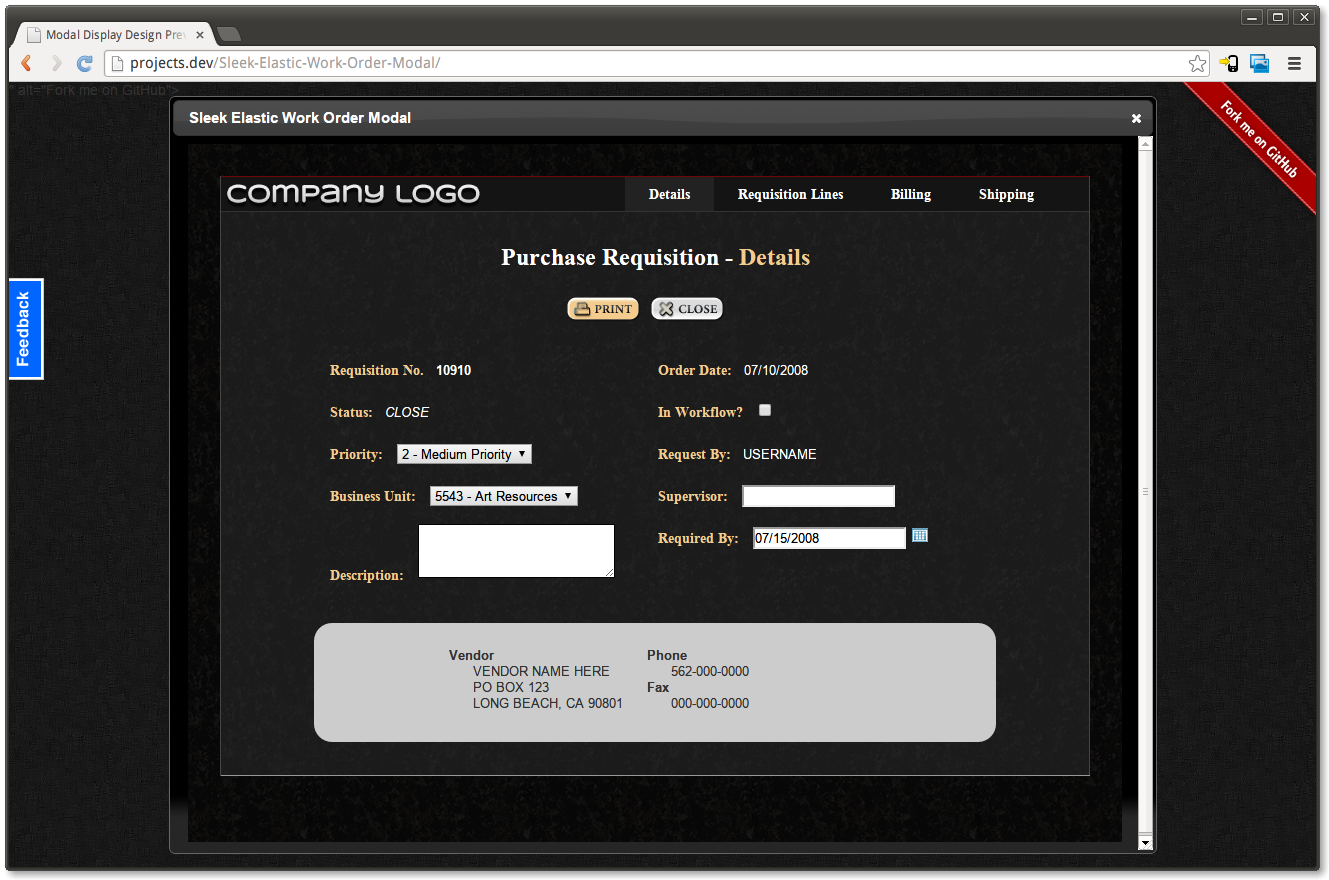 Modal Display Design Prev
projects.dev/Sleek-Elastic-Work-Order-Modal/
" alt="Fork me on GitHub">
Fork me on GitHub
Sleek Elastic Work Order Modal
COMPANY LOGO
Details Requisition Lines Billing Shipping
Purchase Requisition - Details
PRINT CLOSE
Feedback
Requisition No. 10910 Order Date: 07/10/2008
Status: CLOSE In Workflow?
Priority: 2 - Medium Priority Request By: USERNAME
Business Unit: 5543 - Art Resources Supervisor:
Required By: 07/15/2008
Description:
Vendor Phone
VENDOR NAME HERE 562-000-0000
PO BOX 123 Fax
LONG BEACH, CA 90801 000-000-0000